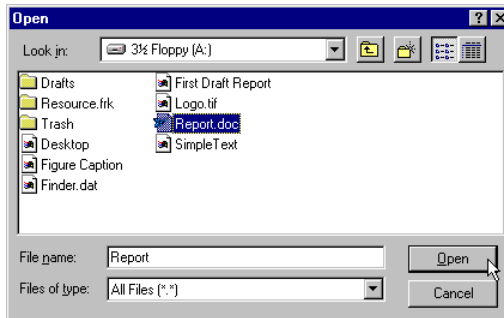 Open
Look in: 3½ Floppy (A:)
Drafts First Draft Report
Resource.frk Logo.tif
Trash Report.doc
Desktop SimpleText
Figure Caption
Finder.dat
File name: Report Open
Files of type: All Files (*.*) Cancel